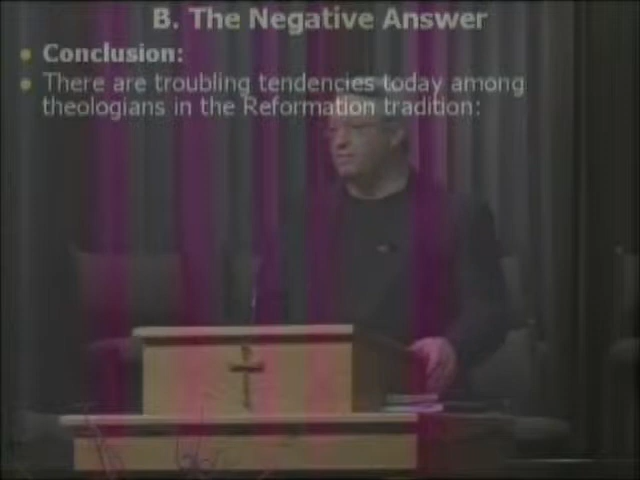 B. The Negative Answer
Conclusion:
There are troubling tendencies today among
theologians in the Reformation tradition: